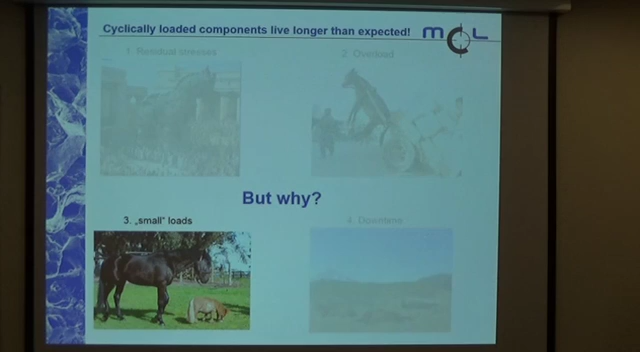 Cyclically loaded components live longer than expected!
MCL
1. Residual stresses
2. Overload
But why?
3. „small" loads
4. Downtime